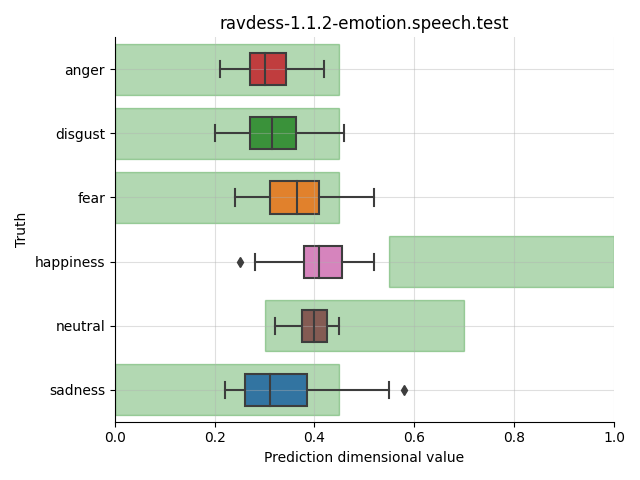 ravdess-1.1.2-emotion.speech.test
anger
disgust
fear
happiness
neutral
sadness
Truth
0.0 0.2 0.4 0.6 0.8 1.0
Prediction dimensional value